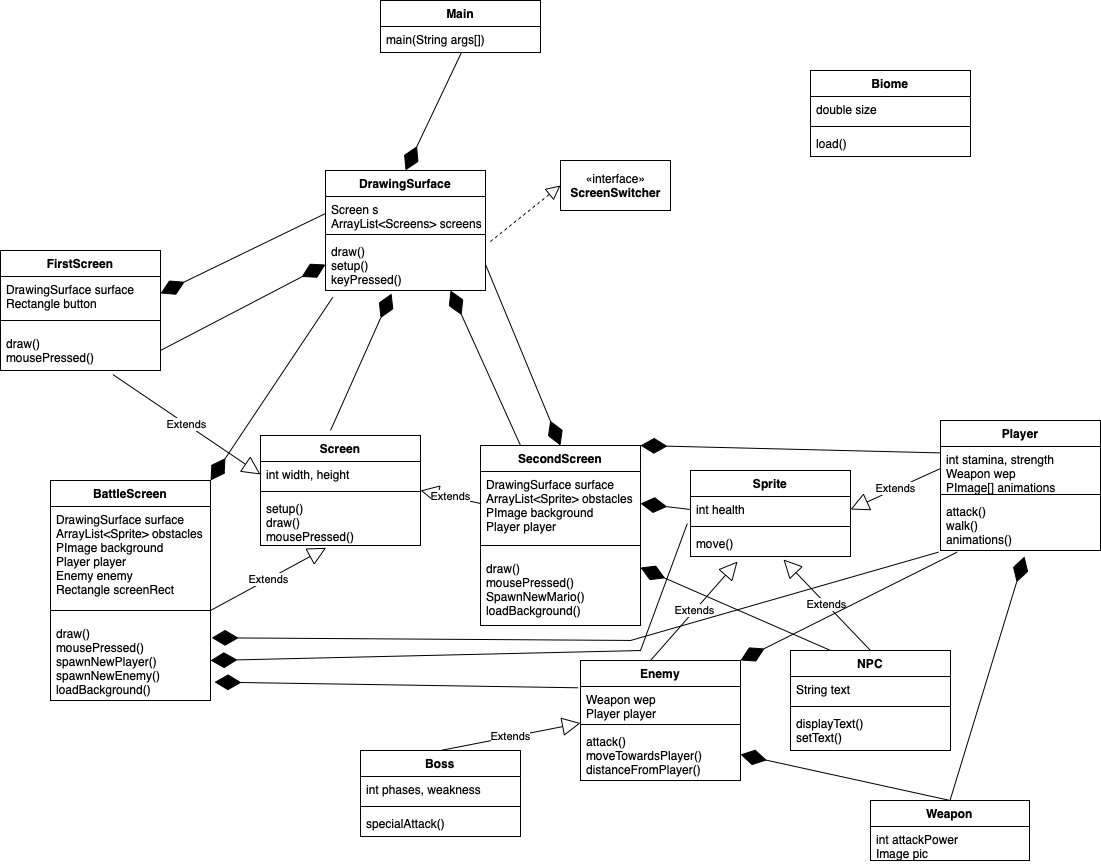 Main
main(String args[])
Biome
double size
load()
DrawingSurface
Screen s
ArrayList<Screens> screens
draw()
setup()
keyPressed()
«interface»
ScreenSwitcher
FirstScreen
DrawingSurface surface
Rectangle button
draw()
mousePressed()
Extends
Screen
int width, height
setup()
draw()
mousePressed()
Extends
SecondScreen
DrawingSurface surface
ArrayList<Sprite> obstacles
PImage background
Player player
draw()
mousePressed()
SpawnNewMario()
loadBackground()
Sprite
int health
move()
Extends
Player
int stamina, strength
Weapon wep
PImage[] animations
attack()
walk()
animations()
BattleScreen
DrawingSurface surface
ArrayList<Sprite> obstacles
PImage background
Player player
Enemy enemy
Rectangle screenRect
draw()
mousePressed()
spawnNewPlayer()
spawnNewEnemy()
loadBackground()
Extends
Extends
Extends
Enemy
Weapon wep
Player player
attack()
moveTowardsPlayer()
distanceFromPlayer()
NPC
String text
displayText()
setText()
Extends
Boss
int phases, weakness
specialAttack()
Weapon
int attackPower
Image pic